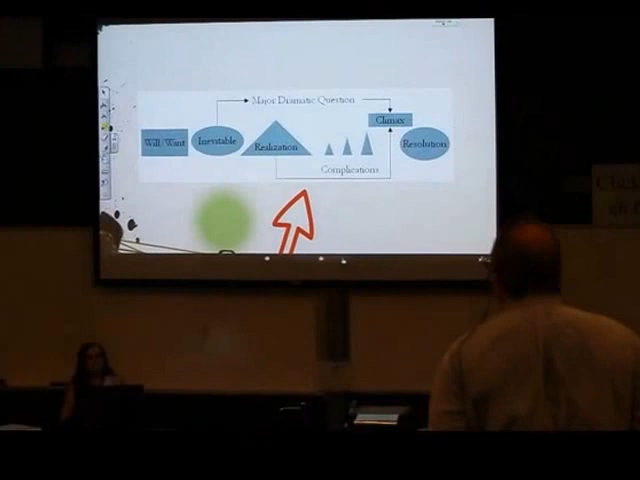 Major Dramatic Question
Climax
Will/Want
Inevitable
Realization
Resolution
Complications